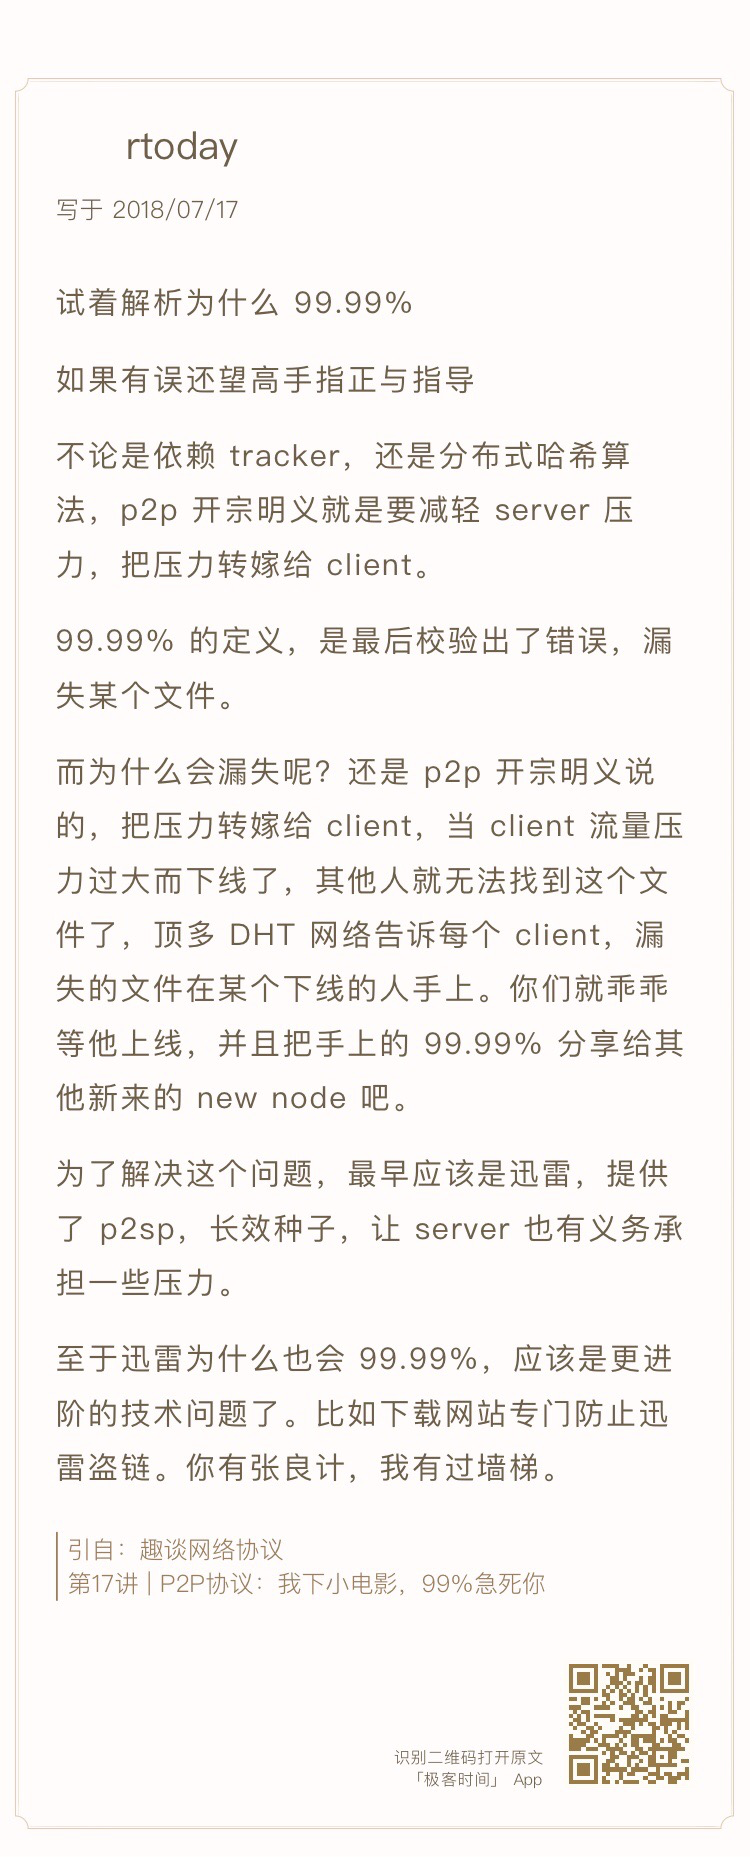 rtoday
写于 2018/07/17
试着解析为什么 99.99%
如果有误还望高手指正与指导
不论是依赖 tracker，还是分布式哈希算
法，p2p 开宗明义就是要减轻 server 压
力，把压力转嫁给 client。
99.99% 的定义，是最后校验出了错误，漏
失某个文件。
而为什么会漏失呢？还是 p2p 开宗明义说
的，把压力转嫁给 client，当 client 流量压
力过大而下线了，其他人就无法找到这个文
件了，顶多 DHT 网络告诉每个 client，漏
失的文件在某个下线的人手上。你们就乖乖
等他上线，并且把手上的 99.99% 分享给其
他新来的 new node 吧。
为了解决这个问题，最早应该是迅雷，提供
了 p2sp，长效种子，让 server 也有义务承
担一些压力。
至于迅雷为什么也会 99.99%，应该是更进
阶的技术问题了。比如下载网站专门防止迅
雷盗链。你有张良计，我有过墙梯。
引自：趣谈网络协议
第17讲 | P2P协议：我下小电影，99%急死你
识别二维码打开原文
「极客时间」 App